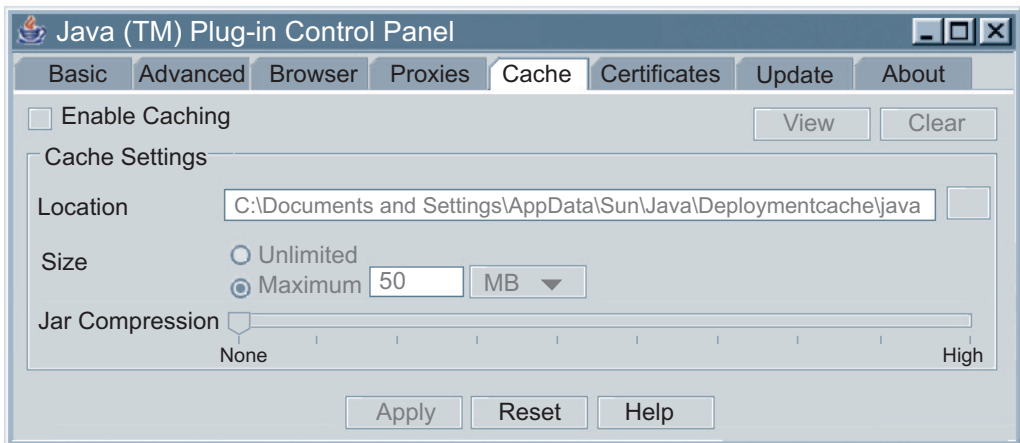 Java (TM) Plug-in Control Panel
Basic Advanced Browser Proxies Cache Certificates Update About
Enable Caching View Clear
Cache Settings
Location C:\Documents and Settings\AppData\Sun\Java\Deploymentcache\java
Size Unlimited
Maximum 50 MB
Jar Compression
None High
Apply Reset Help